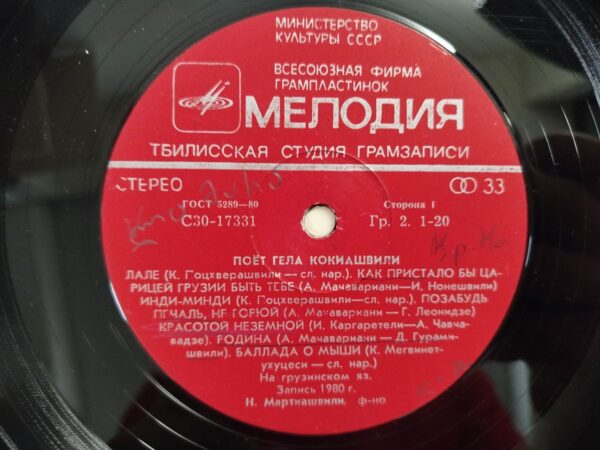 МИНИСТЕРСТВО
КУЛЬТУРЫ СССР
ВСЕСОЮЗНАЯ ФИРМА
ГРАМПЛАСТИНОК
МЕЛОДИЯ
ТБИЛИССКАЯ СТУДИЯ ГРАМЗАПИСИ
СТЕРЕО
33
ГОСТ 5289—80
Сторона 1
С30-17331
Гр. 2. 1-20
ПОЁТ ГЕЛА КОКИАШВИЛИ
ЛАЛЕ (К. Гоцхверашвили — сл. нар.). КАК ПРИСТАЛО БЫ ЦА-
РИЦЕЙ ГРУЗИИ БЫТЬ ТЕБЕ (А. Мачавариани—И. Нонешвили)
ИНДИ-МИНДИ (К. Гоцхверашвили—сл. нар.). ПОЗАБУДЬ
ПЕЧАЛЬ, НЕ ГОРЮЙ (А. Мачавариани — Г. Леонидзе)
КРАСОТОЙ НЕЗЕМНОЙ (И. Каргаретели—А. Чавча-
вадзе). РОДИНА (А. Мачавариани — Д. Гурами-
швили). БАЛЛАДА О МЫШИ (К. Мегвинет-
ухуцеси — сл. нар.)
На грузинском яз.
Запись 1980 г.
Н. Марткашвили, ф-но